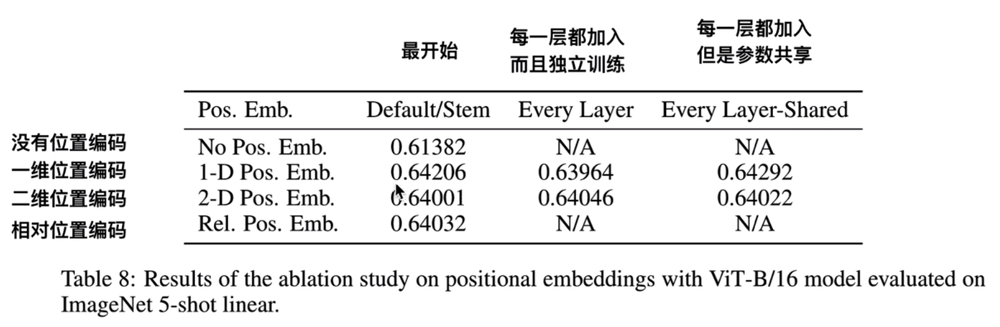 最开始
每一层都加入
而且独立训练
每一层都加入
但是参数共享
Pos. Emb. Default/Stem Every Layer Every Layer-Shared
没有位置编码 No Pos. Emb. 0.61382 N/A N/A
一维位置编码 1-D Pos. Emb. 0.64206 0.63964 0.64292
二维位置编码 2-D Pos. Emb. 0.64001 0.64046 0.64022
相对位置编码 Rel. Pos. Emb. 0.64032 N/A N/A
Table 8: Results of the ablation study on positional embeddings with ViT-B/16 model evaluated on
ImageNet 5-shot linear.